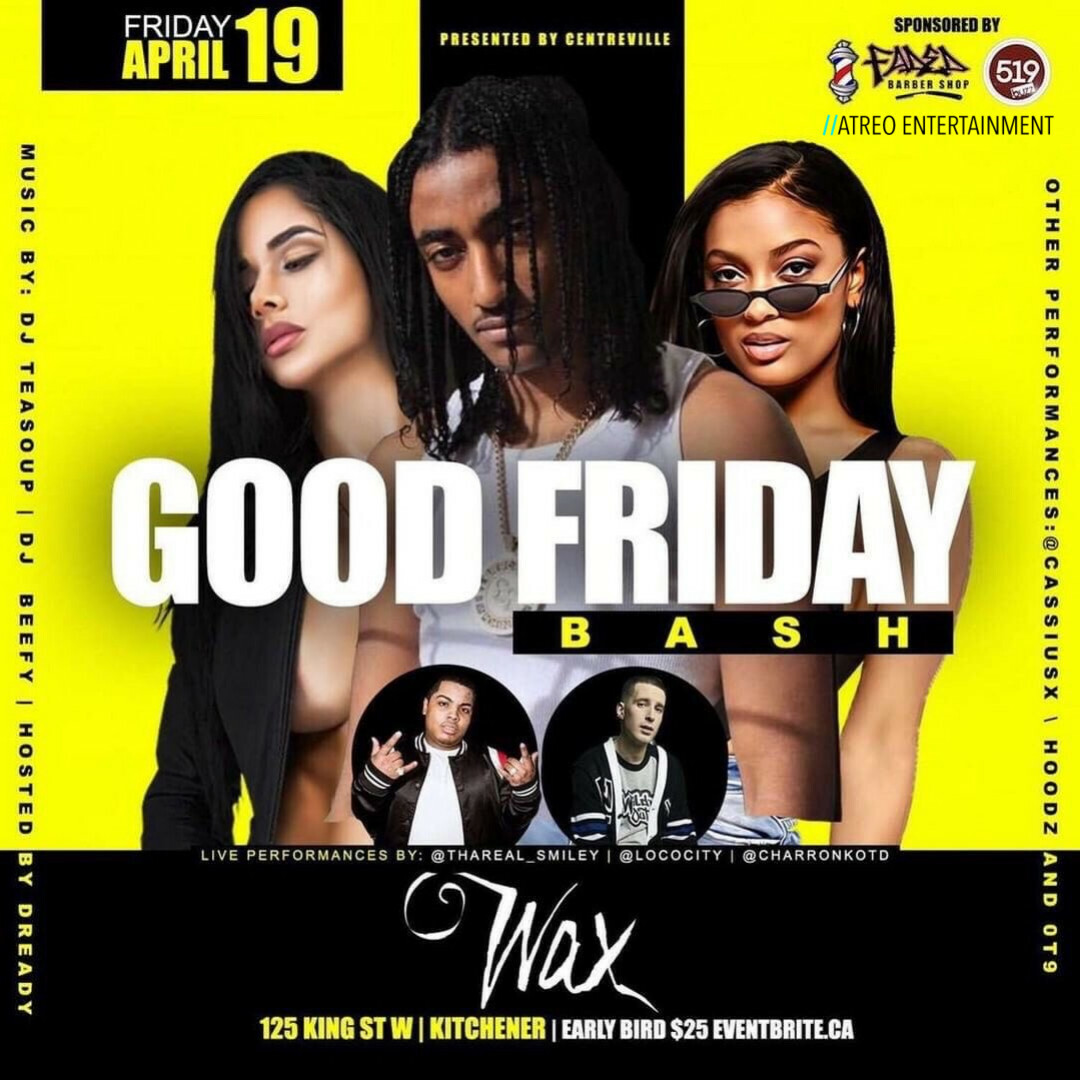 FRIDAY
APRIL 19
PRESENTED BY CENTREVILLE
SPONSORED BY
FADED
BARBER SHOP
519
buzz
//ATREO ENTERTAINMENT
MUSIC BY: DJ TEASOUP | DJ BEEFY | HOSTED BY DREADY
OTHER PERFORMANCES:@CASSIUSX \ HOODZ AND OT9
GOOD FRIDAY
BASH
LIVE PERFORMANCES BY: @THAREAL_SMILEY | @LOCOCITY | @CHARRONKOTD
Wax
125 KING ST W | KITCHENER | EARLY BIRD $25 EVENTBRITE.CA